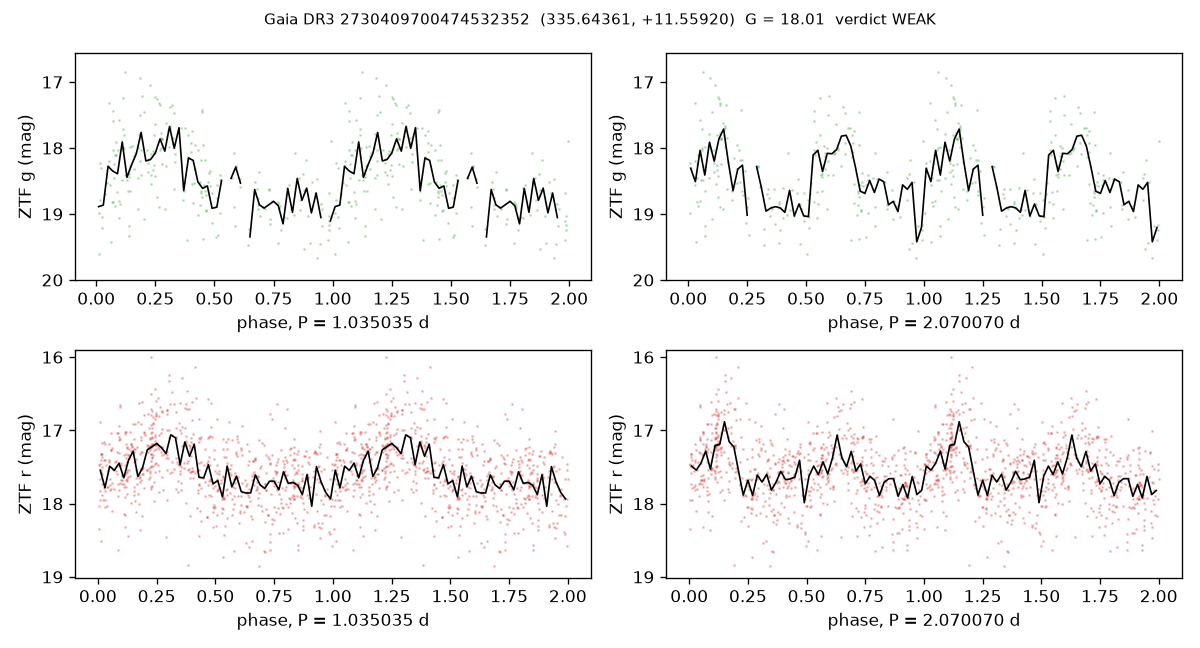 Gaia DR3 2730409700474532352 (335.64361, +11.55920) G = 18.01 verdict WEAK
ZTF g (mag)
17
18
19
20
0.00 0.25 0.50 0.75 1.00 1.25 1.50 1.75 2.00
phase, P = 1.035035 d
ZTF g (mag)
17
18
19
20
0.00 0.25 0.50 0.75 1.00 1.25 1.50 1.75 2.00
phase, P = 2.070070 d
ZTF r (mag)
16
17
18
19
0.00 0.25 0.50 0.75 1.00 1.25 1.50 1.75 2.00
phase, P = 1.035035 d
ZTF r (mag)
16
17
18
19
0.00 0.25 0.50 0.75 1.00 1.25 1.50 1.75 2.00
phase, P = 2.070070 d